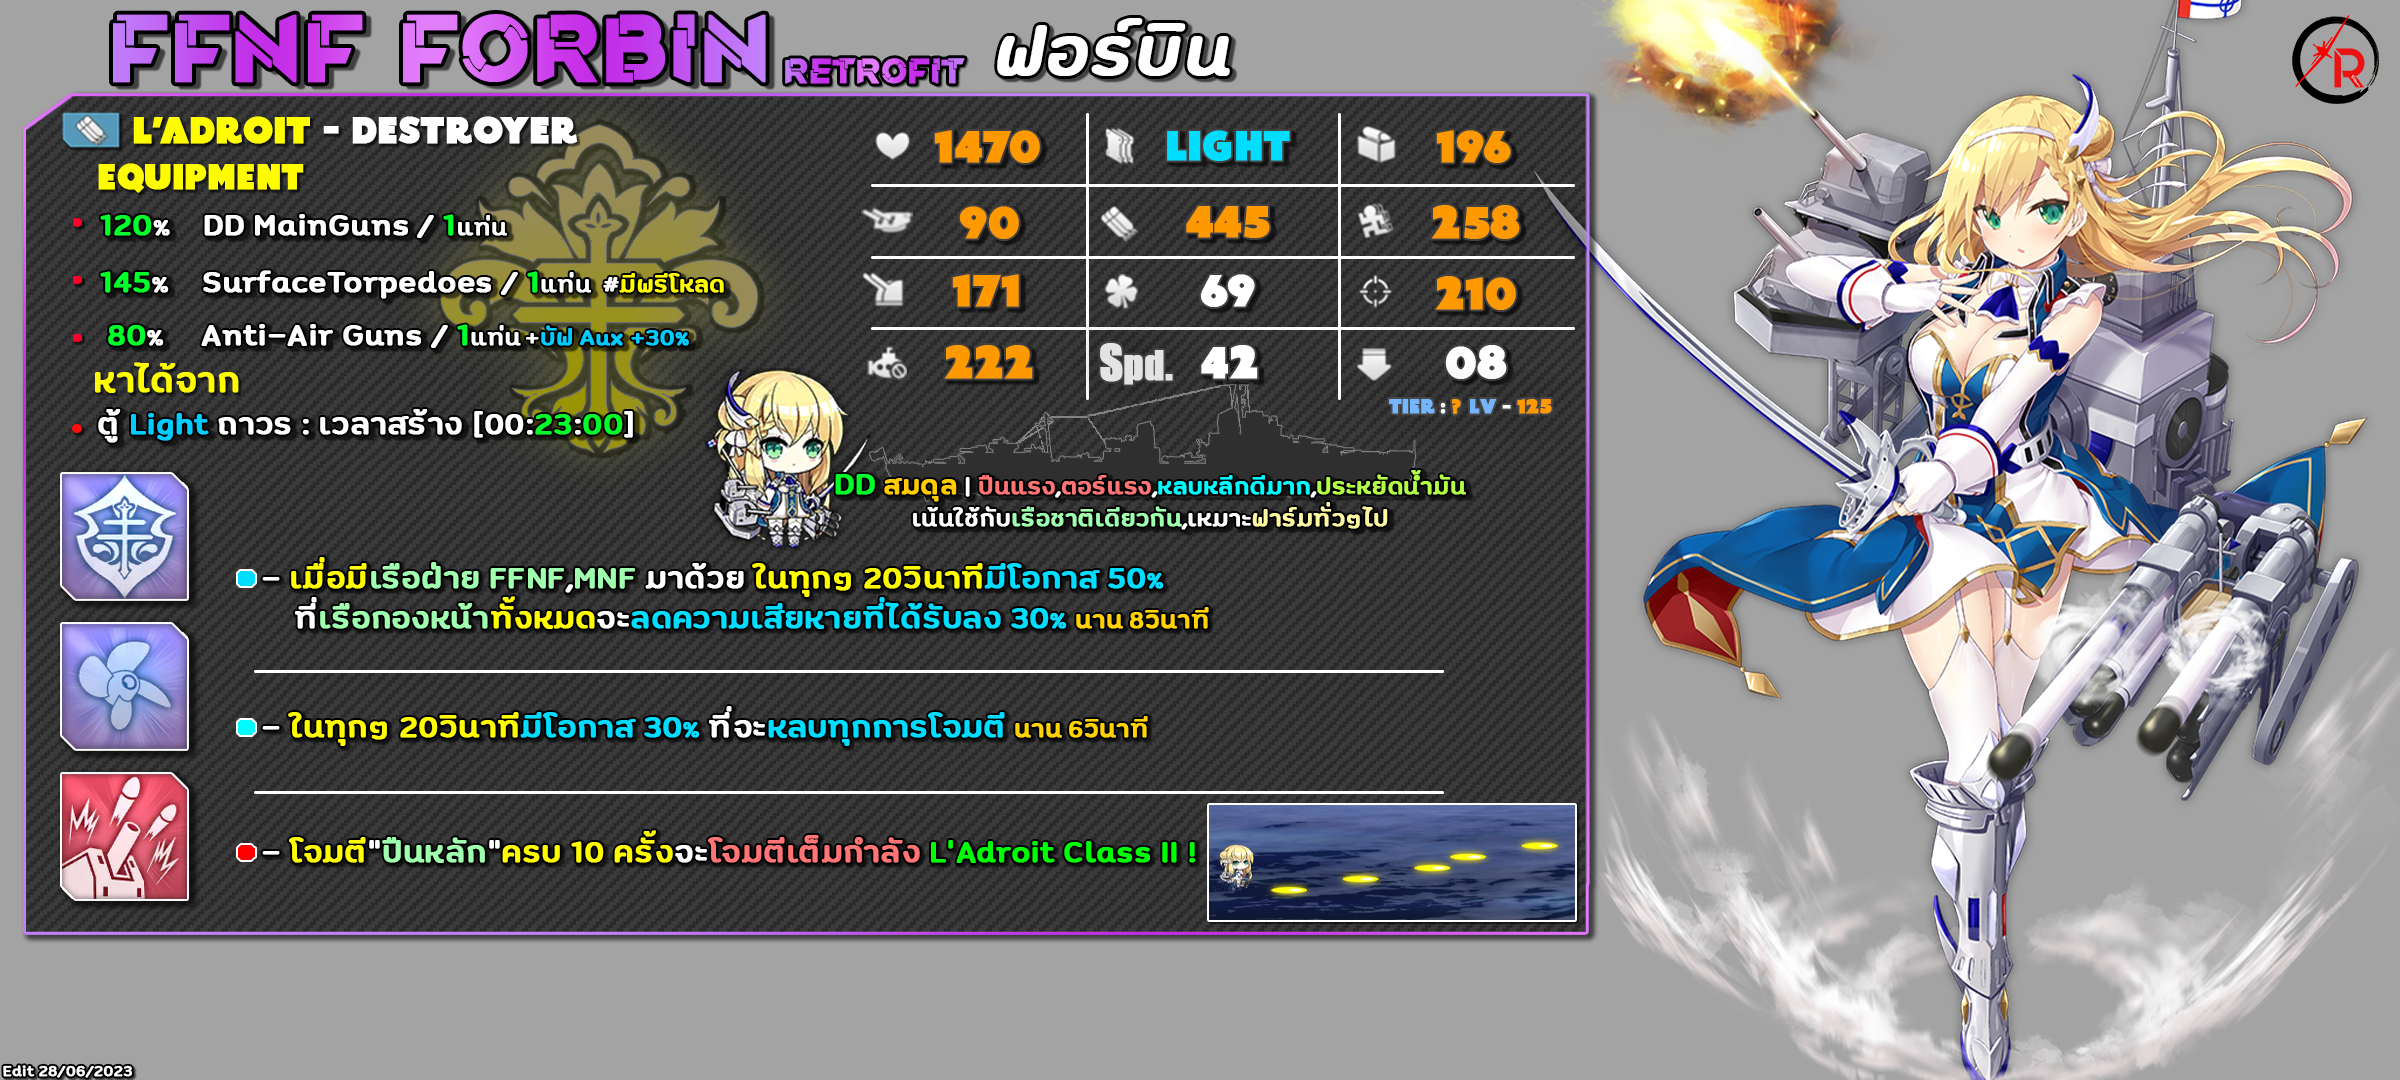 FFNF FORBIN RETROFIT ฟอร์บิน
R
L'ADROIT - DESTROYER
EQUIPMENT
120% DD MainGuns / 1แท่น
145% SurfaceTorpedoes / 1แท่น #มีพรีโหลด
80% Anti-Air Guns / 1แท่น+บัฟ Aux +30%
หาได้จาก
ตู้ Light ถาวร : เวลาสร้าง [00:23:00]
1470 LIGHT 196
90 445 258
171 69 210
222 Spd. 42 08
TIER : ? LV - 125
DD สมดุล | ปืนแรง,ตอร์แรง,หลบหลีกดีมาก,ประหยัดน้ำมัน
เน้นใช้กับเรือชาติเดียวกัน,เหมาะฝาร์มทั่วๆไป
- เมื่อมีเรือฝ่าย FFNF,MNF มาด้วย ในทุกๆ 20วินาทีมีโอกาส 50%
ที่เรือกองหน้าทั้งหมดจะลดความเสียหายที่ได้รับลง 30% นาน 8วินาที
- ในทุกๆ 20วินาทีมีโอกาส 30% ที่จะหลบทุกการโจมตี นาน 6วินาที
- โจมตี"ปืนหลัก"ครบ 10 ครั้งจะโจมตีเต็มกำลัง L'Adroit Class II !
Edit 28/06/2023